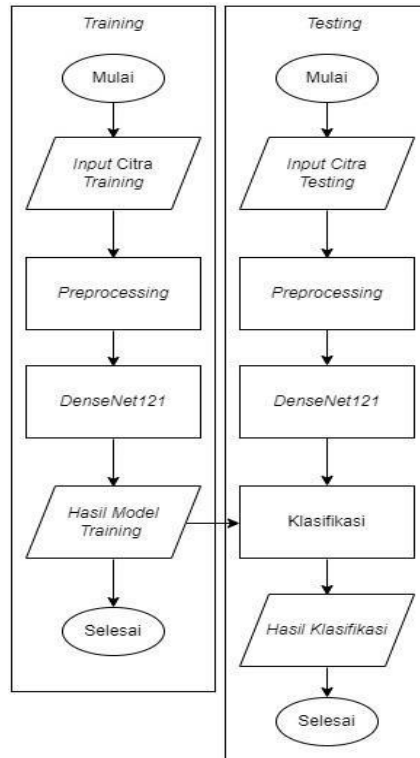 Training
Mulai
Input Citra
Training
Preprocessing
DenseNet121
Hasil Model
Training
Selesai
Testing
Mulai
Input Citra
Testing
Preprocessing
DenseNet121
Klasifikasi
Hasil Klasifikasi
Selesai